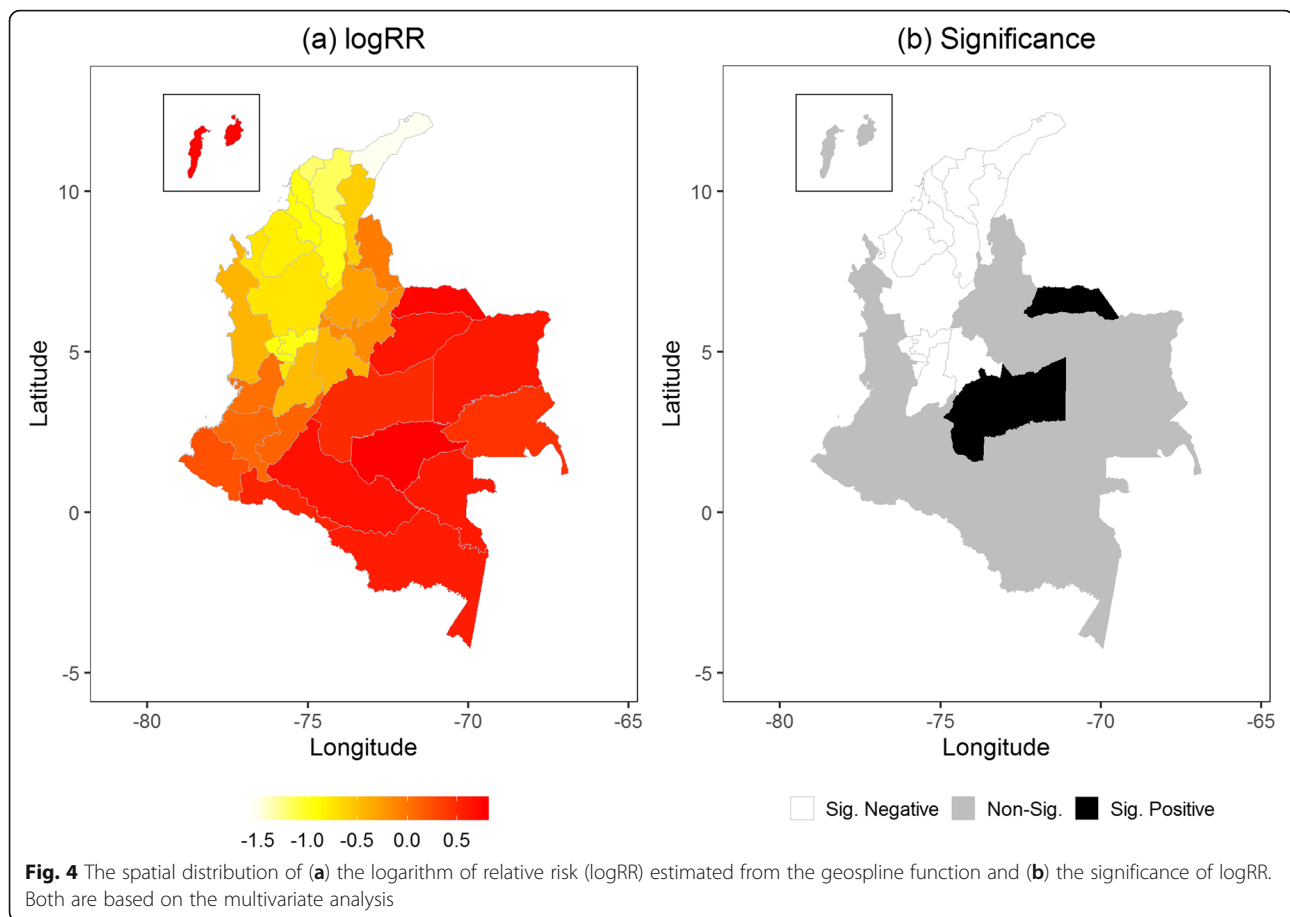 (a) logRR
(b) Significance
10
5
0
-5
Latitude
-80
-75
-70
-65
Longitude
-1.5
-1.0
-0.5
0.0
0.5
10
5
0
-5
Latitude
-80
-75
-70
-65
Longitude
Sig. Negative
Non-Sig.
Sig. Positive
Fig. 4 The spatial distribution of (a) the logarithm of relative risk (logRR) estimated from the geospline function and (b) the significance of logRR.
Both are based on the multivariate analysis